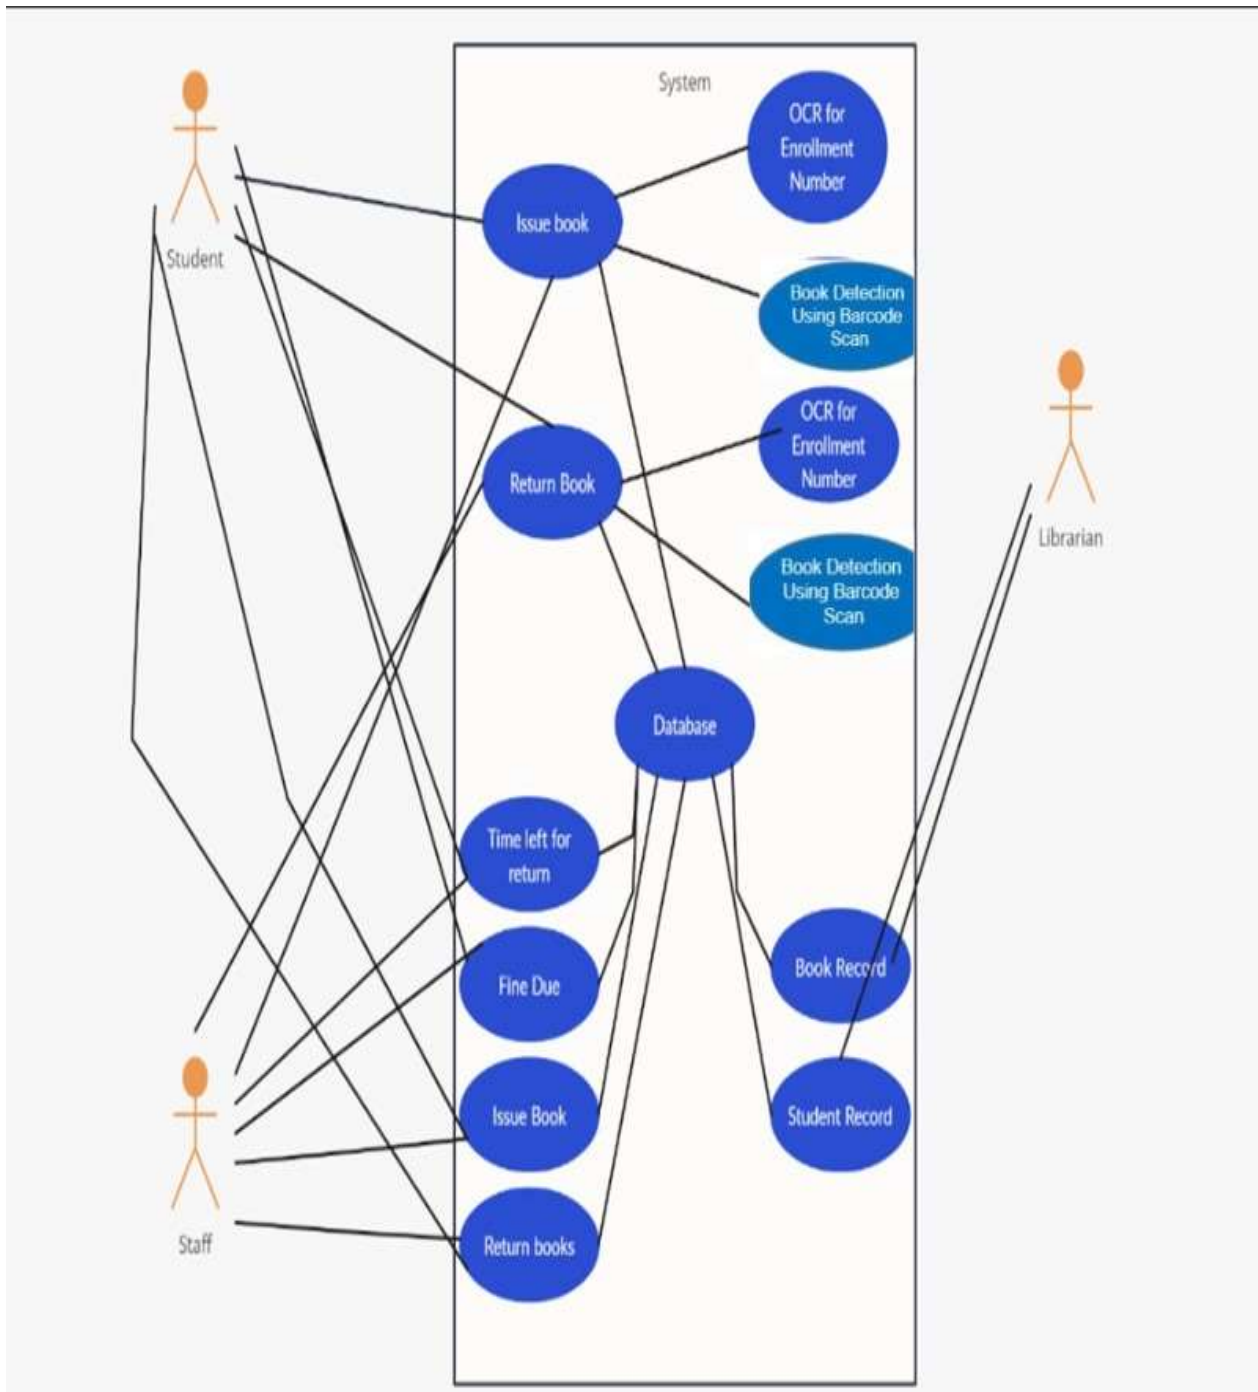 System
OCR for
Enrollment
Number
Issue book
Student
Book Detection
Using Barcode
Scan
OCR for
Enrollment
Number
Return Book
Librarian
Book Detection
Using Barcode
Scan
Database
Time left for
return
Book Record
Fine Due
Issue Book
Student Record
Staff
Return books